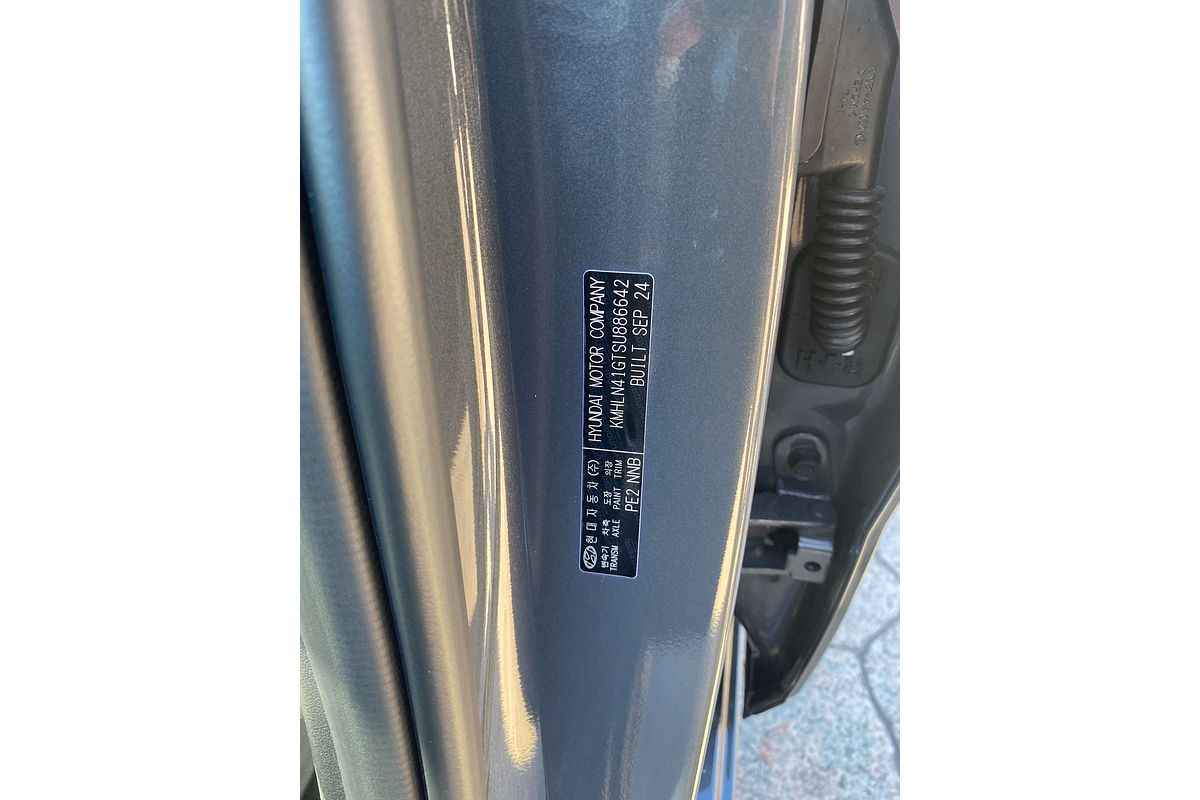 현대자동차(주) HYUNDAI MOTOR COMPANY
변속기 차축 도장 의장 KMHLN41GTSU886642
TRANSM AXLE PAINT TRIM BUILT SEP 24
PE2 NNB
R+H